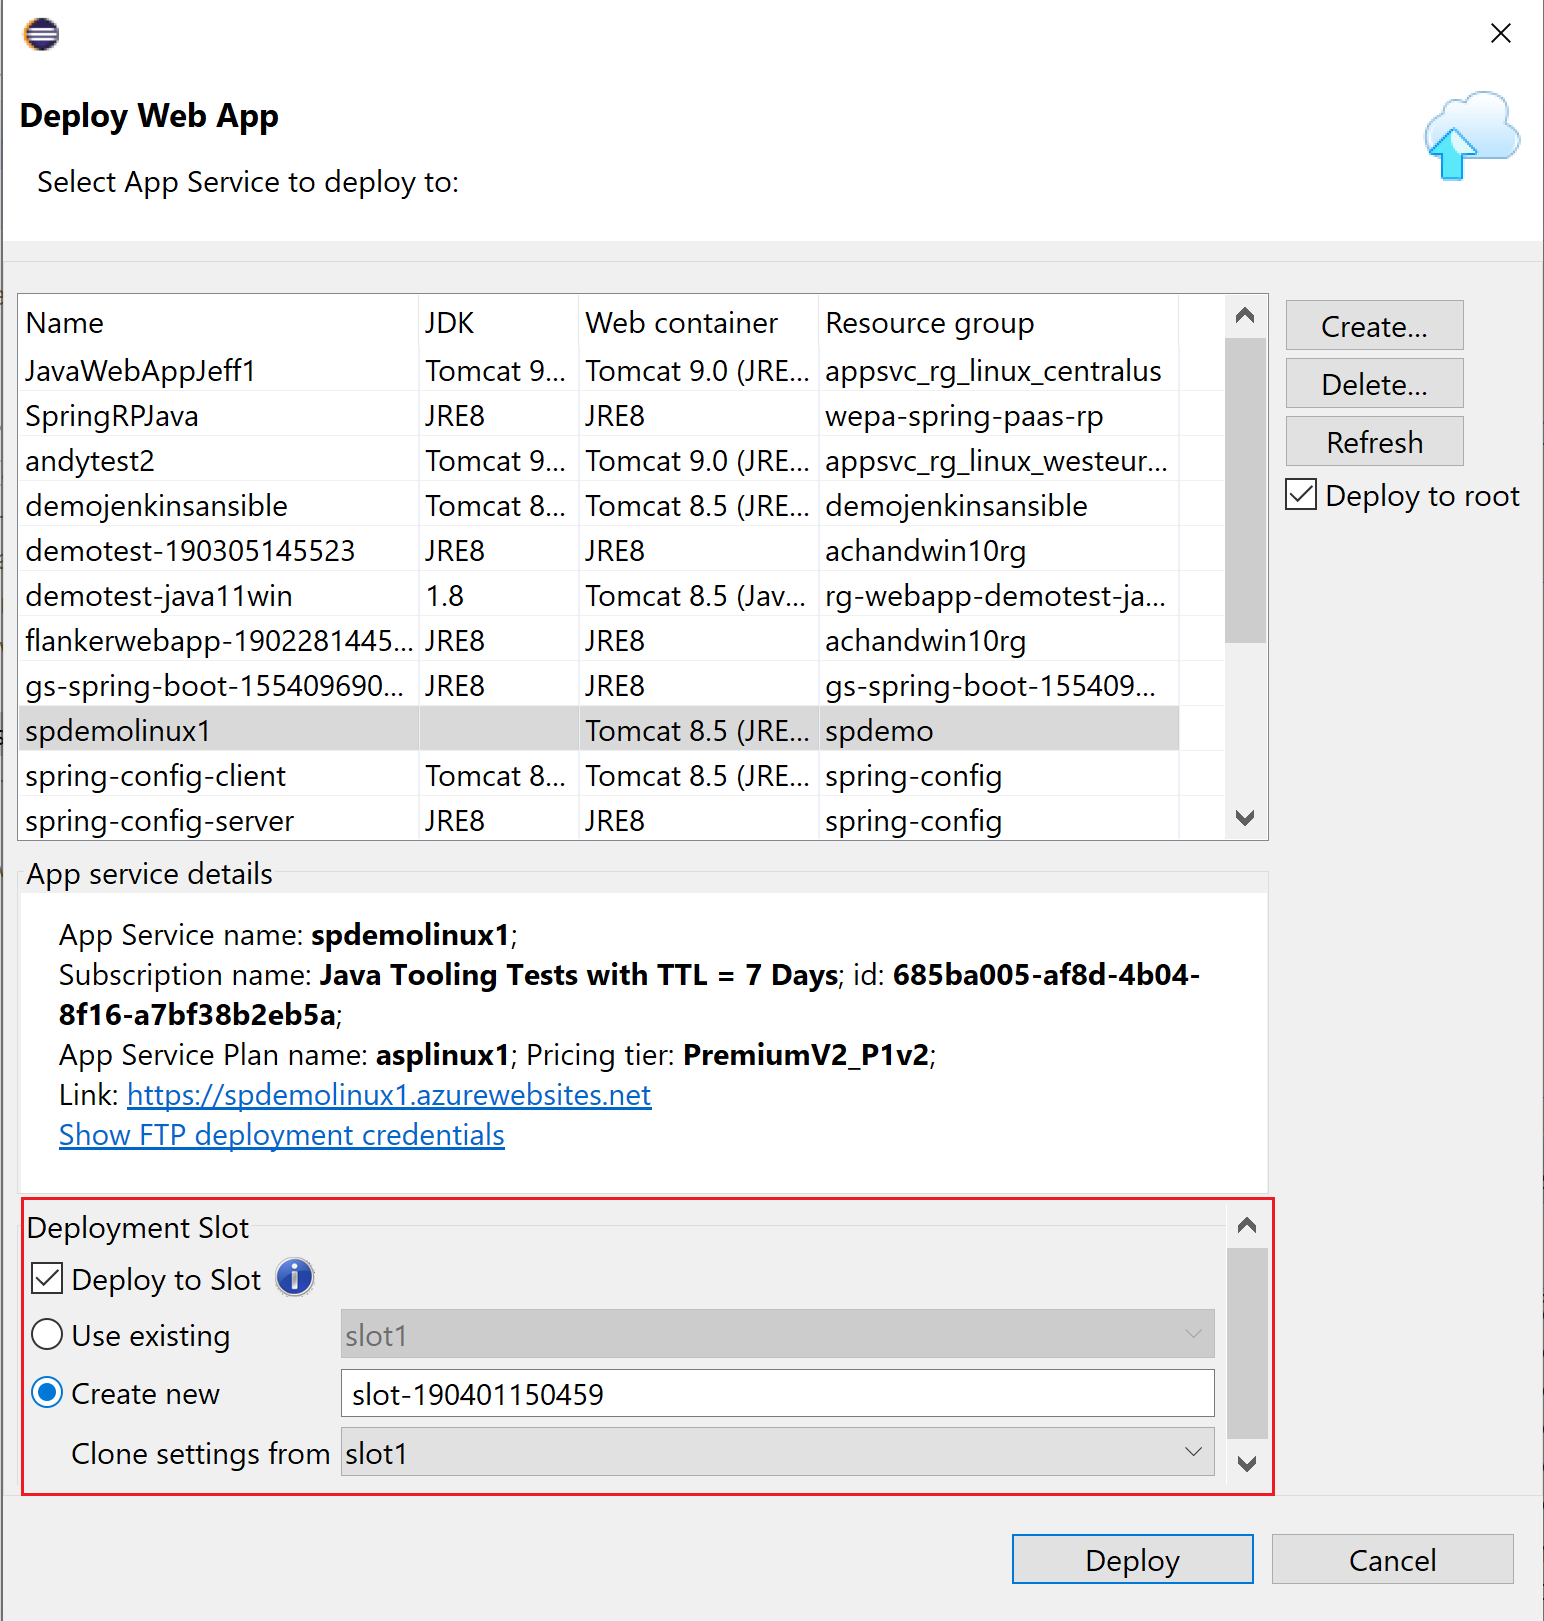 Deploy Web App
Select App Service to deploy to:
Name JDK Web container Resource group
JavaWebAppJeff1 Tomcat 9... Tomcat 9.0 (JRE... appsvc_rg_linux_centralus
SpringRPJava JRE8 JRE8 wepa-spring-paas-rp
andytest2 Tomcat 9... Tomcat 9.0 (JRE... appsvc_rg_linux_westeur...
demojenkinsansible Tomcat 8... Tomcat 8.5 (JRE... demojenkinsansible
demotest-190305145523 JRE8 JRE8 achandwin10rg
demotest-java11win 1.8 Tomcat 8.5 (Jav... rg-webapp-demotest-ja...
flankerwebapp-1902281445... JRE8 JRE8 achandwin10rg
gs-spring-boot-155409690... JRE8 JRE8 gs-spring-boot-155409...
spdemolinux1 Tomcat 8.5 (JRE... spdemo
spring-config-client Tomcat 8... Tomcat 8.5 (JRE... spring-config
spring-config-server JRE8 JRE8 spring-config
Create...
Delete...
Refresh
Deploy to root
App service details
App Service name: spdemolinux1;
Subscription name: Java Tooling Tests with TTL = 7 Days; id: 685ba005-af8d-4b04-
8f16-a7bf38b2eb5a;
App Service Plan name: asplinux1; Pricing tier: PremiumV2_P1v2;
Link: https://spdemolinux1.azurewebsites.net
Show FTP deployment credentials
Deployment Slot
Deploy to Slot
Use existing slot1
Create new slot-190401150459
Clone settings from slot1
Deploy Cancel